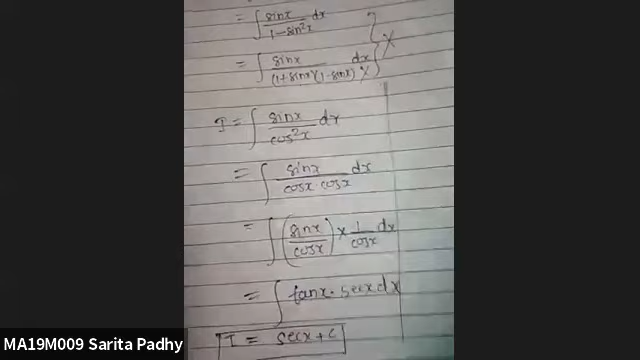 = ∫ sinx / 1-sin²x dx
= ∫ sinx / (1+sinx)(1-sinx) dx } X
I = ∫ sinx / cos²x dx
= ∫ sinx / cosx . cosx dx
= ∫ (sinx / cosx) x 1 / cosx dx
= ∫ tanx . secx dx
I = secx + c
MA19M009 Sarita Padhy